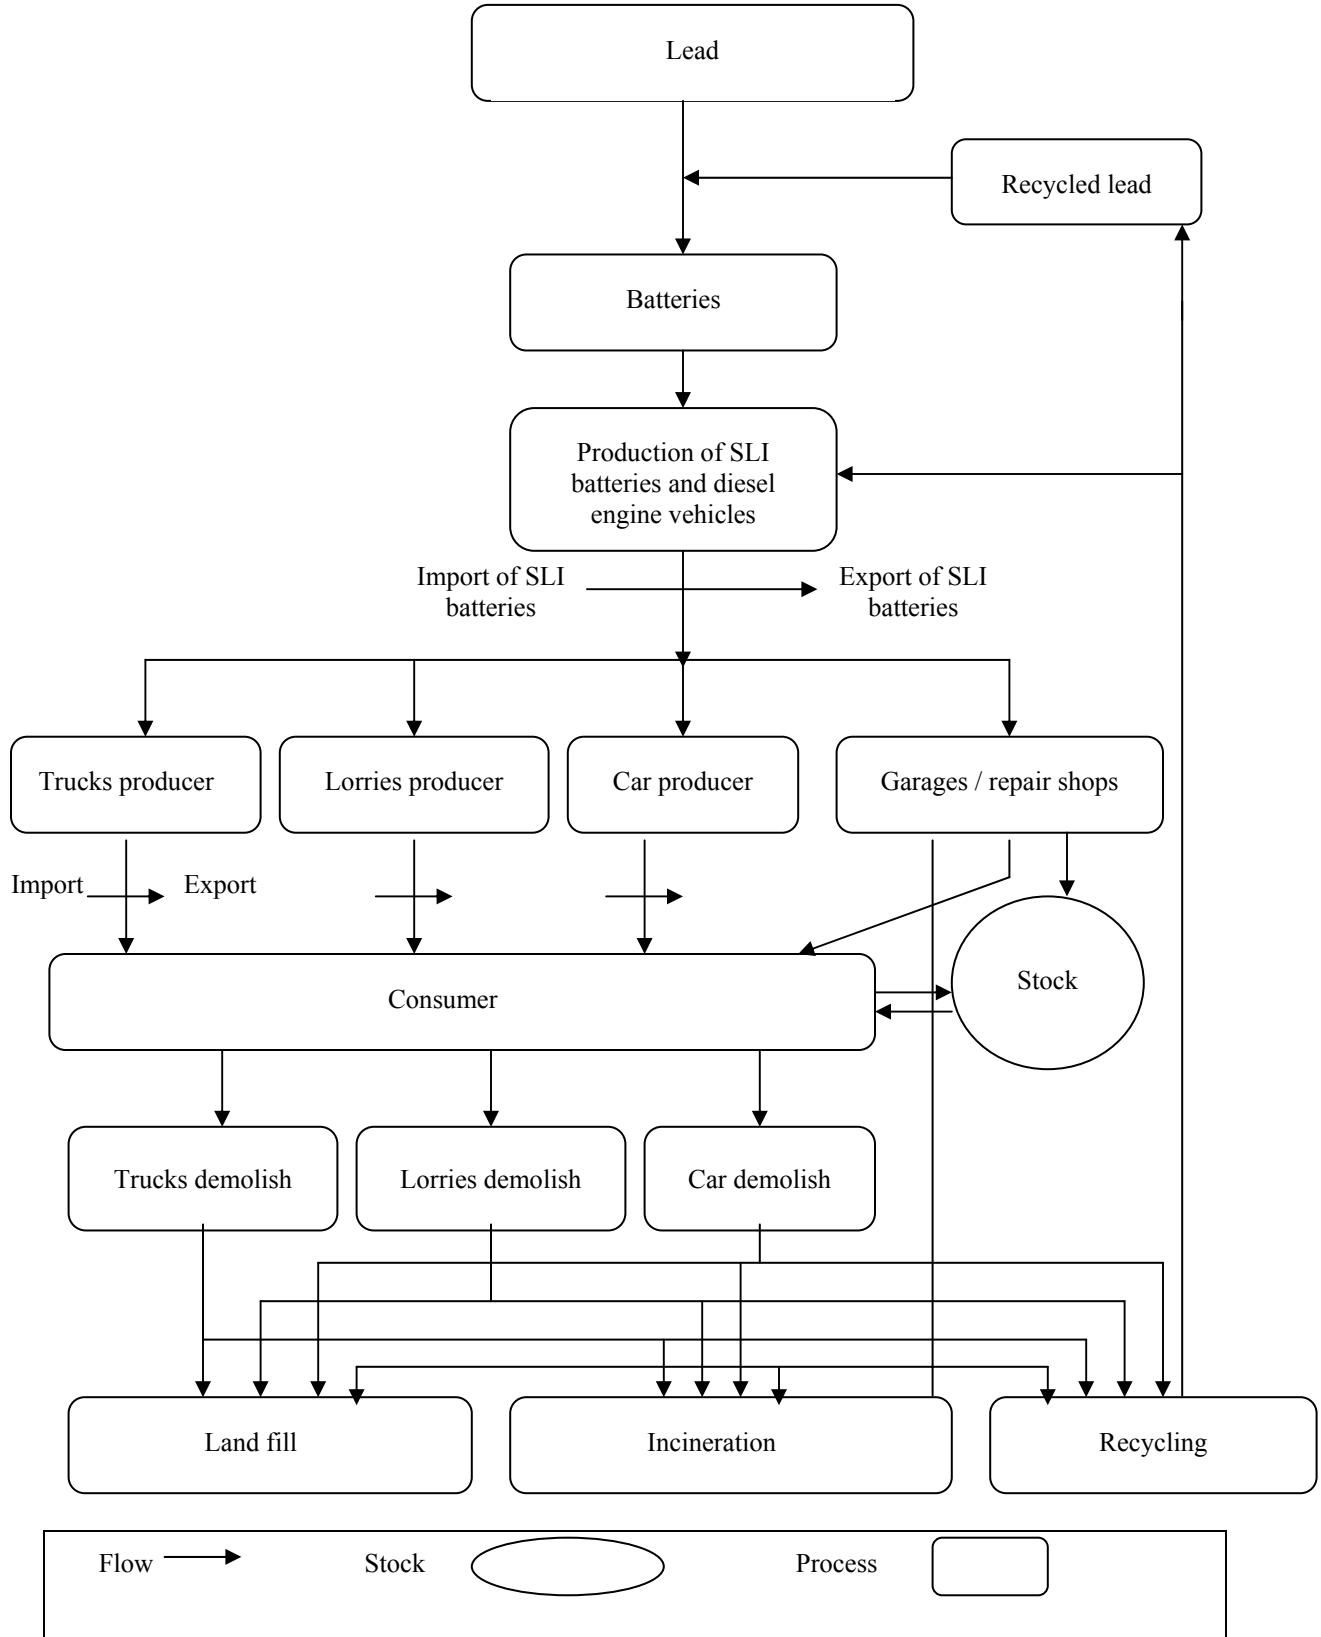 Lead
Recycled lead
Batteries
Production of SLI
batteries and diesel
engine vehicles
Import of SLI
batteries
Export of SLI
batteries
Trucks producer
Lorries producer
Car producer
Garages / repair shops
Import
Export
Consumer
Stock
Trucks demolish
Lorries demolish
Car demolish
Land fill
Incineration
Recycling
Flow
Stock
Process